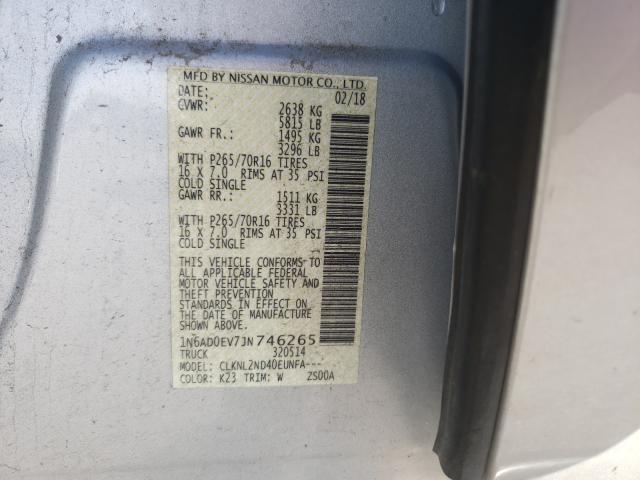 MFD BY NISSAN MOTOR CO., LTD.
DATE: 02/18
GVWR: 2638 KG
5815 LB
GAWR FR.: 1495 KG
3296 LB
WITH P265/70R16 TIRES
16 X 7.0 RIMS AT 35 PSI
COLD SINGLE
GAWR RR.: 1511 KG
3331 LB
WITH P265/70R16 TIRES
16 X 7.0 RIMS AT 35 PSI
COLD SINGLE
THIS VEHICLE CONFORMS TO
ALL APPLICABLE FEDERAL
MOTOR VEHICLE SAFETY AND
THEFT PREVENTION
STANDARDS IN EFFECT ON
THE DATE OF MANUFACTURE
SHOWN ABOVE.
1N6AD0EV7JN746265
TRUCK 320514
MODEL: CLKNL2ND40EUNFA---
COLOR: K23 TRIM: W ZS00A